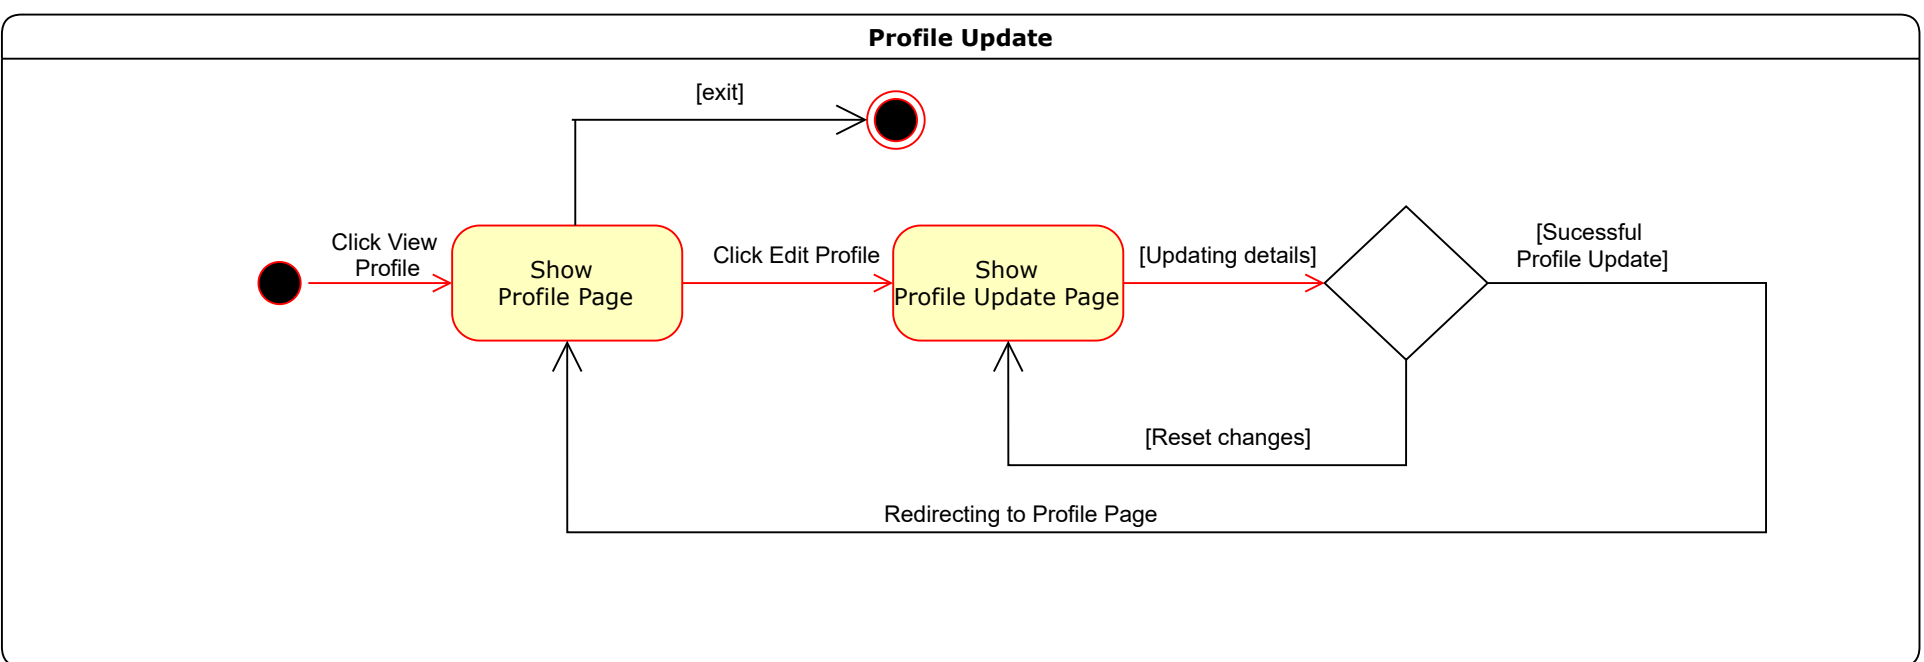 Profile Update
[exit]
Click View
Profile
Show
Profile Page
Click Edit Profile
Show
Profile Update Page
[Updating details]
[Sucessful
Profile Update]
[Reset changes]
Redirecting to Profile Page